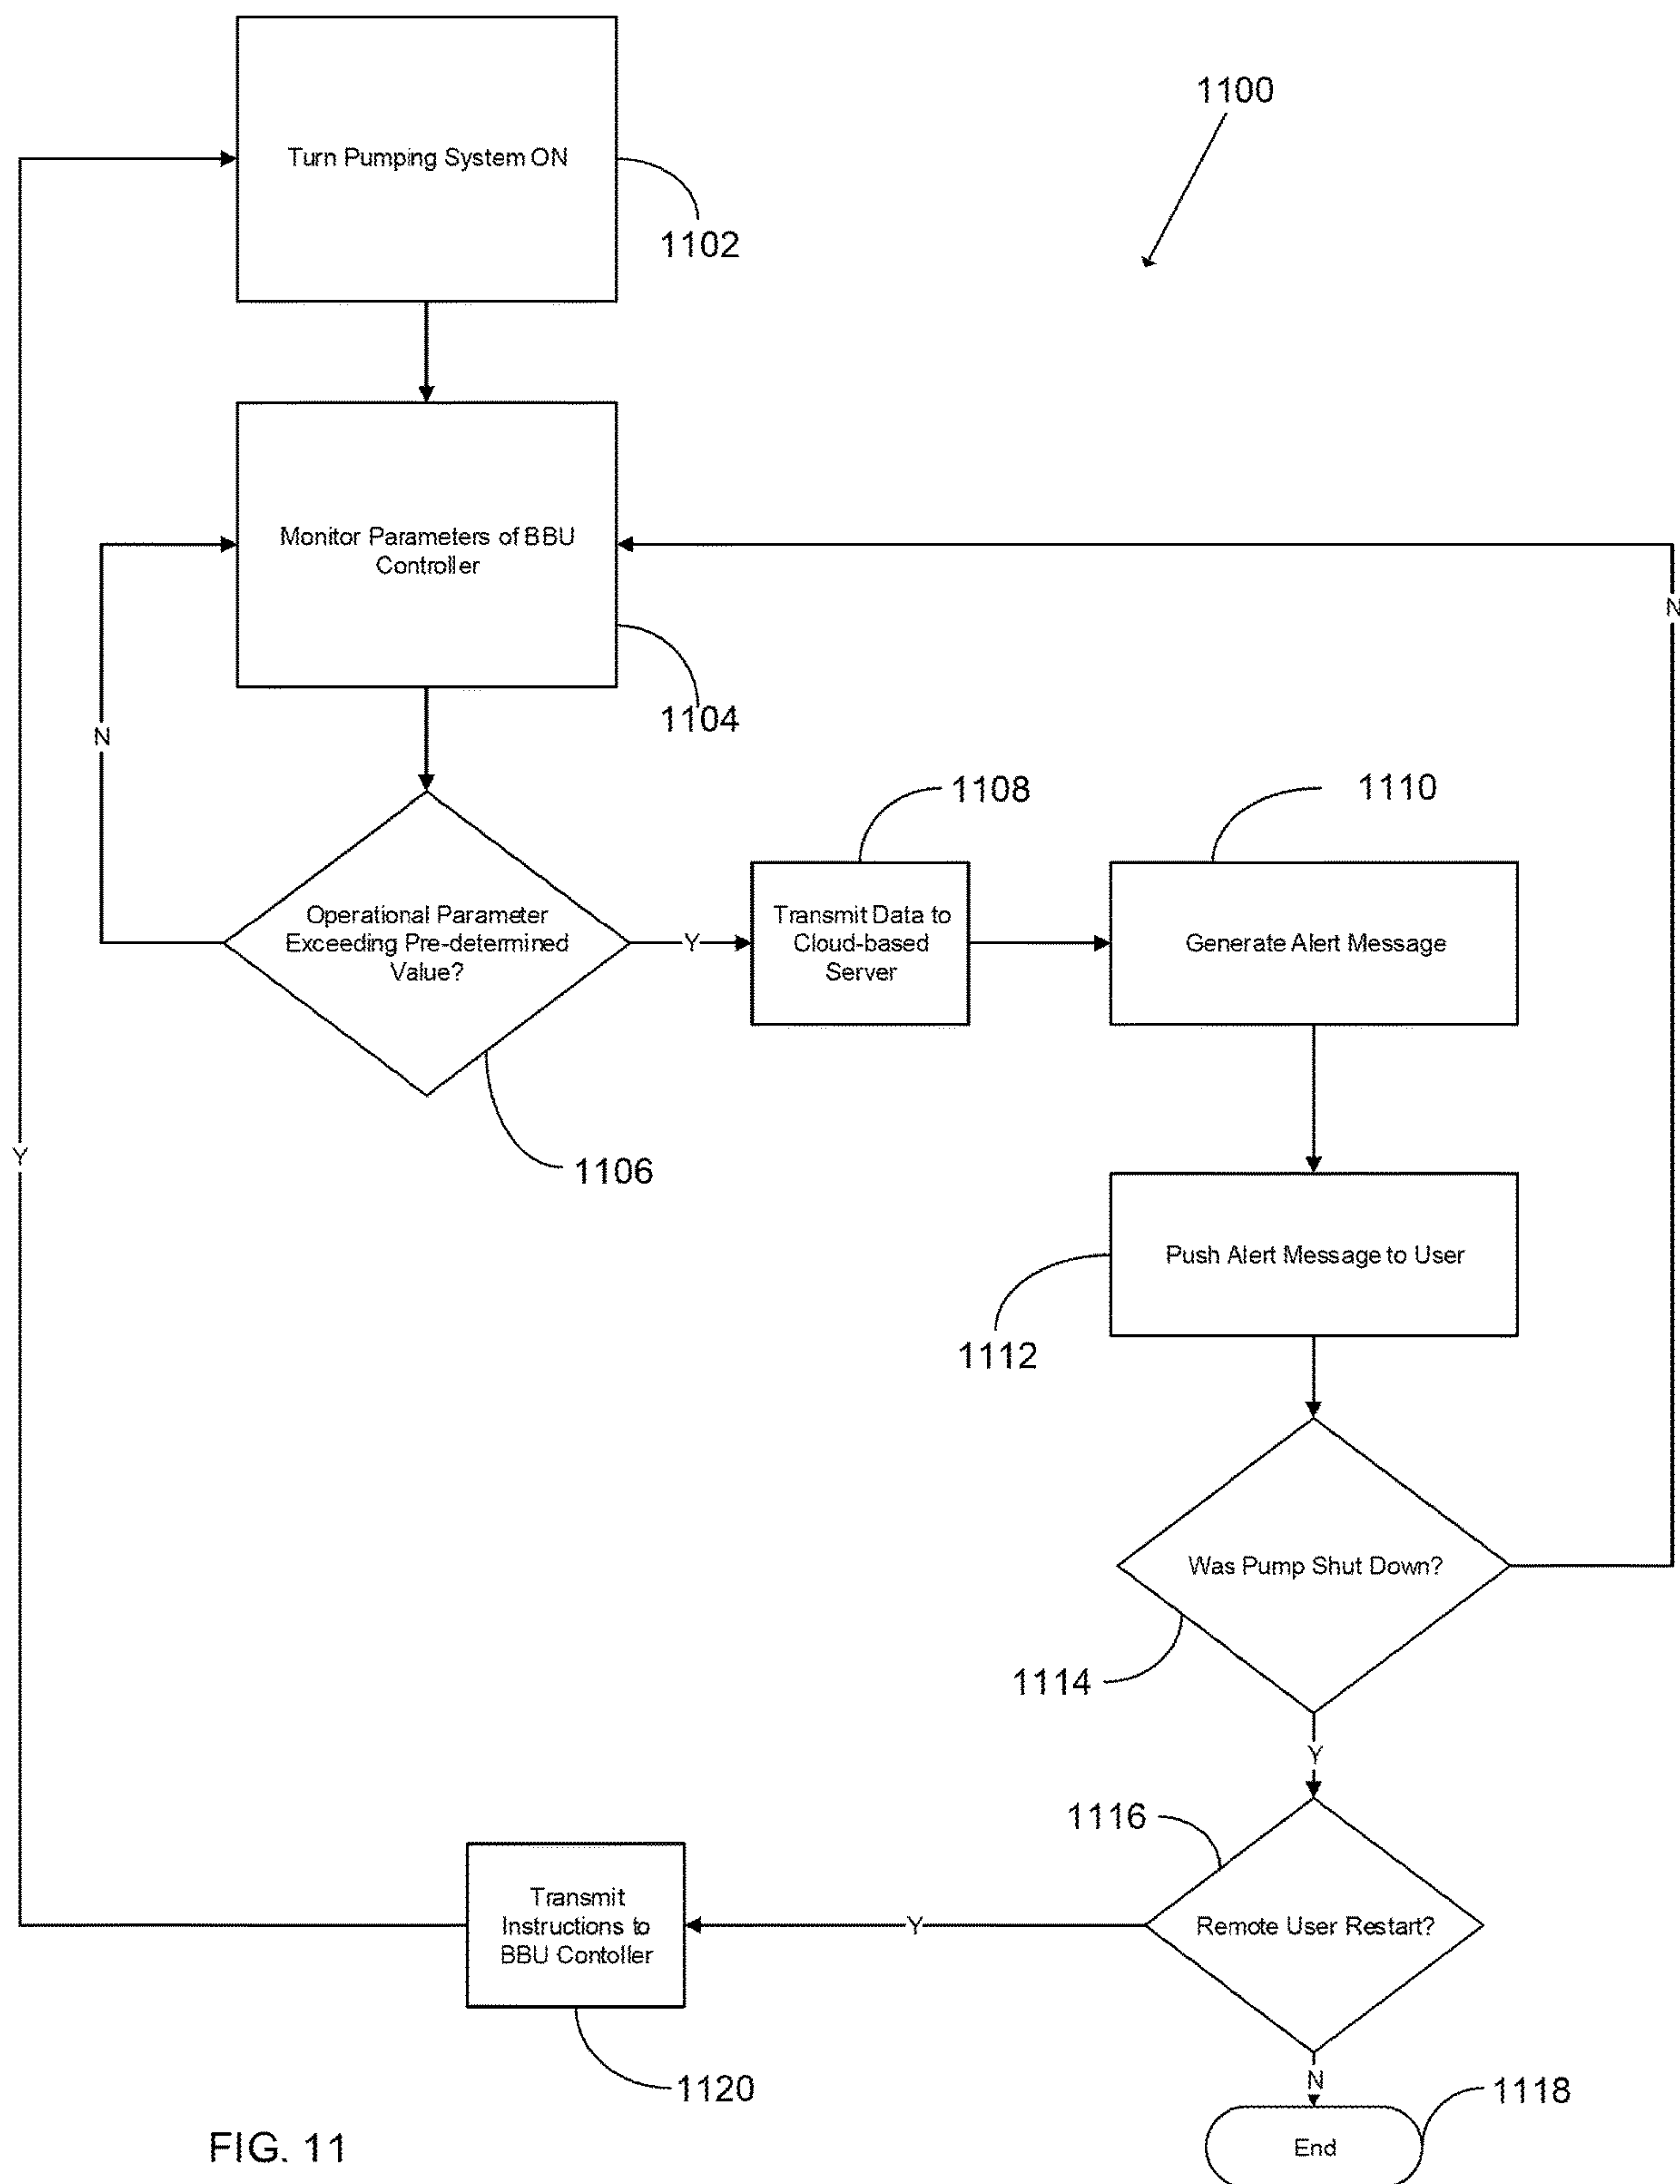 1100
Turn Pumping System ON
1102
Monitor Parameters of BBU
Controller
1104
N
N
1108
1110
Operational Parameter
Exceeding Pre-determined
Value?
Y
Transmit Data to
Cloud-based
Server
Generate Alert Message
1106
Y
Push Alert Message to User
1112
Was Pump Shut Down?
1114
Y
1116
Transmit
Instructions to
BBU Contoller
Y
Remote User Restart?
1120
N
1118
End
FIG. 11